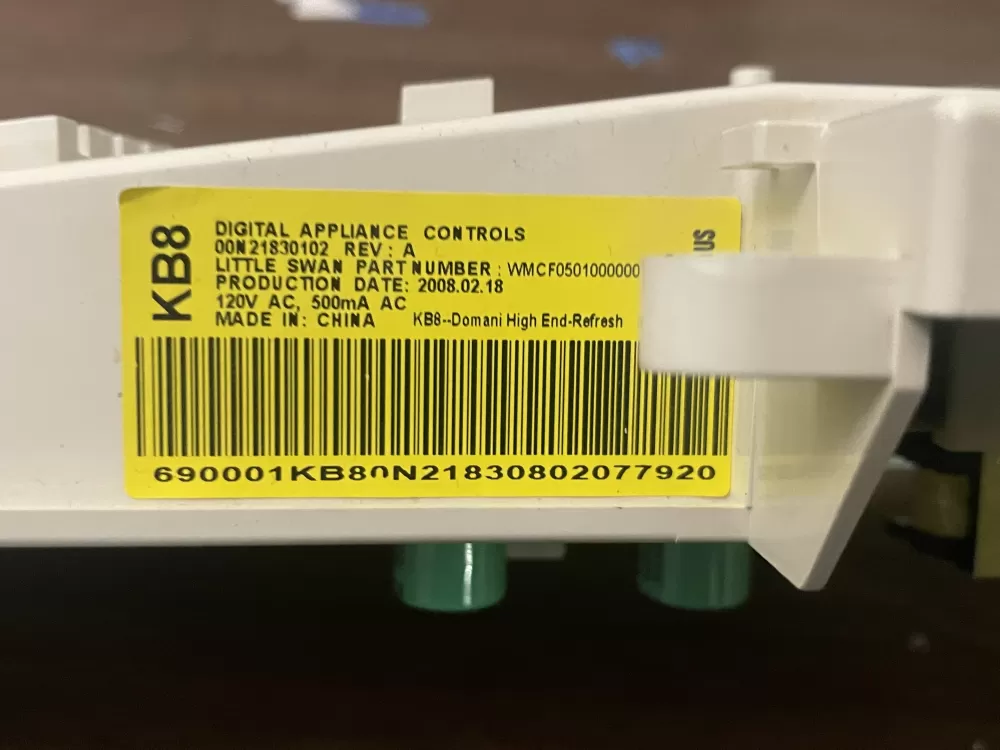 KB8
DIGITAL APPLIANCE CONTROLS
00N21830102 REV: A
LITTLE SWAN PART NUMBER : WMCF0501000000
PRODUCTION DATE: 2008.02.18
120V AC, 500mA AC
MADE IN: CHINA KB8--Domani High End-Refresh
US
690001KB80N21830802077920